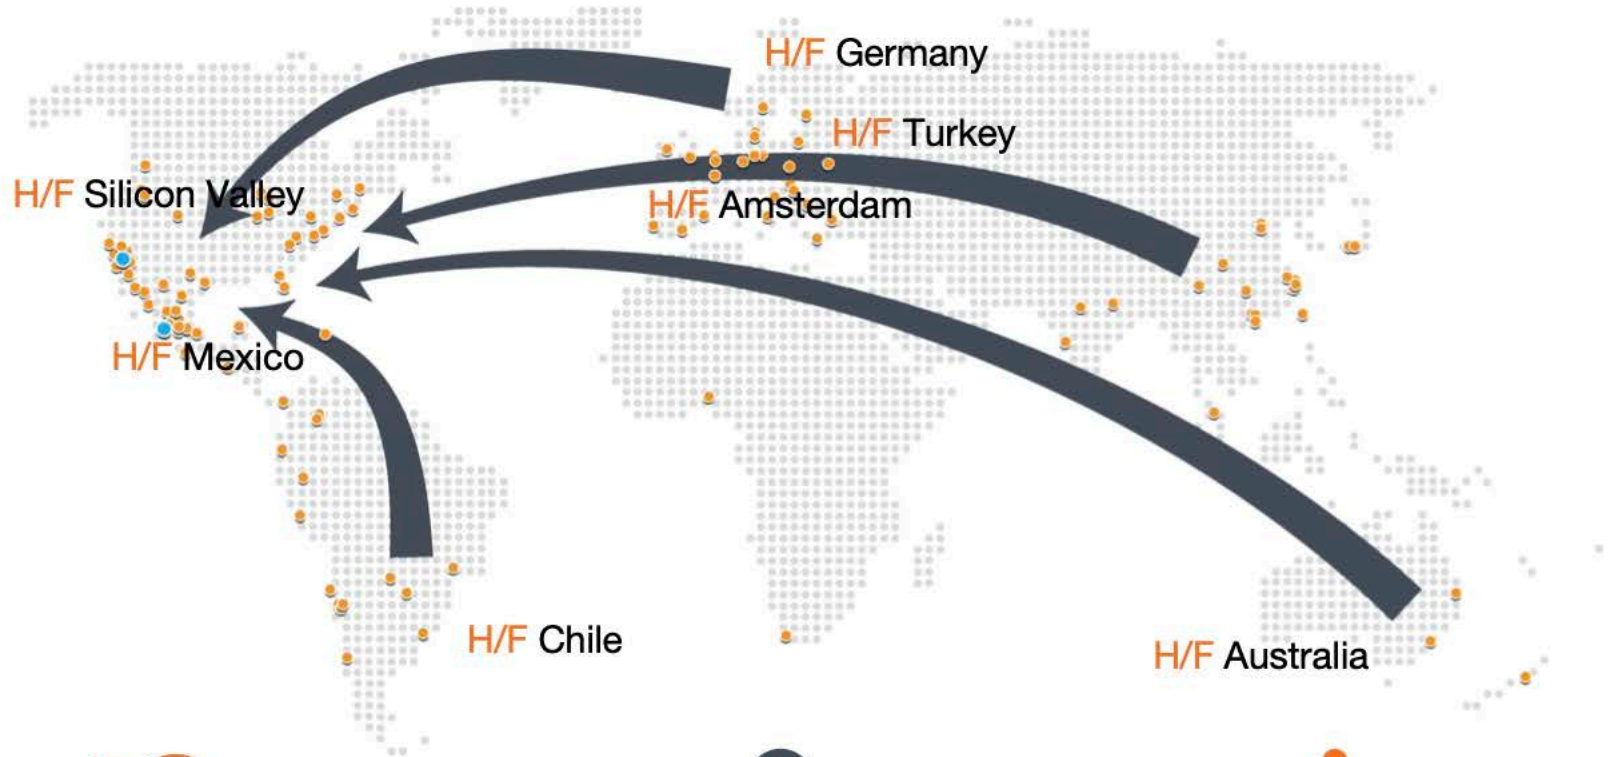 H/F Germany
H/F Turkey
H/F Silicon Valley
H/F Amsterdam
H/F Mexico
H/F Chile
H/F Australia